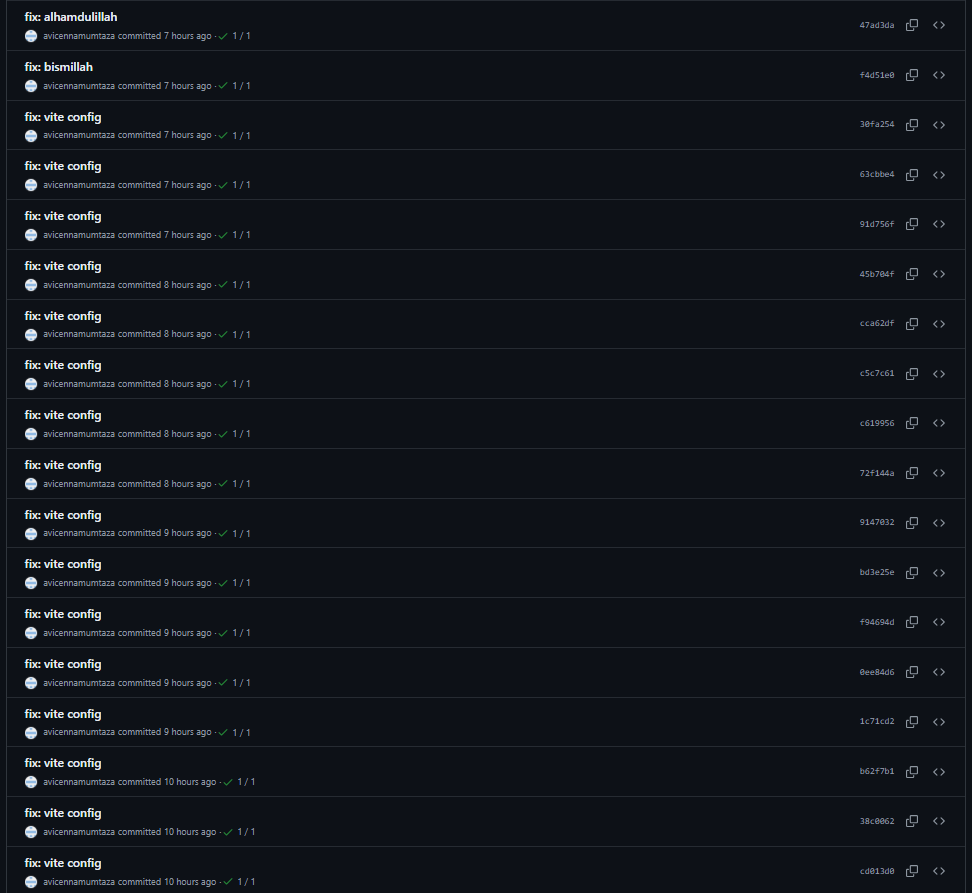 fix: alhamdulillah
avicennamumtaza committed 7 hours ago · 1 / 1
47ad3da
fix: bismillah
avicennamumtaza committed 7 hours ago · 1 / 1
f4d51e0
fix: vite config
avicennamumtaza committed 7 hours ago · 1 / 1
30fa254
fix: vite config
avicennamumtaza committed 7 hours ago · 1 / 1
63cbbe4
fix: vite config
avicennamumtaza committed 7 hours ago · 1 / 1
91d756f
fix: vite config
avicennamumtaza committed 8 hours ago · 1 / 1
45b704f
fix: vite config
avicennamumtaza committed 8 hours ago · 1 / 1
cca62df
fix: vite config
avicennamumtaza committed 8 hours ago · 1 / 1
c5c7c61
fix: vite config
avicennamumtaza committed 8 hours ago · 1 / 1
c619956
fix: vite config
avicennamumtaza committed 8 hours ago · 1 / 1
72f144a
fix: vite config
avicennamumtaza committed 9 hours ago · 1 / 1
9147032
fix: vite config
avicennamumtaza committed 9 hours ago · 1 / 1
bd3e25e
fix: vite config
avicennamumtaza committed 9 hours ago · 1 / 1
f94694d
fix: vite config
avicennamumtaza committed 9 hours ago · 1 / 1
0ee84d6
fix: vite config
avicennamumtaza committed 9 hours ago · 1 / 1
1c71cd2
fix: vite config
avicennamumtaza committed 10 hours ago · 1 / 1
b62f7b1
fix: vite config
avicennamumtaza committed 10 hours ago · 1 / 1
38c0062
fix: vite config
avicennamumtaza committed 10 hours ago · 1 / 1
cd013d0